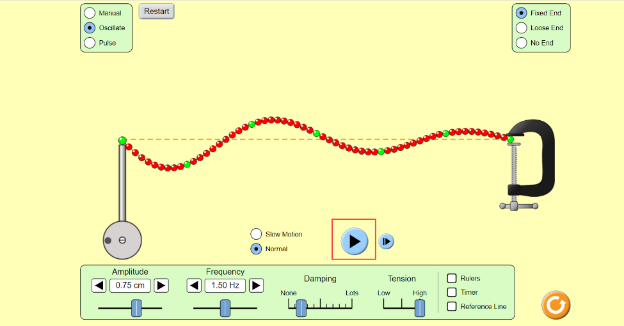 Manual
Oscillate
Pulse
Restart
Fixed End
Loose End
No End
Slow Motion
Normal
Amplitude
0.75 cm
Frequency
1.50 Hz
Damping
None
Lots
Tension
Low
High
Rulers
Timer
Reference Line